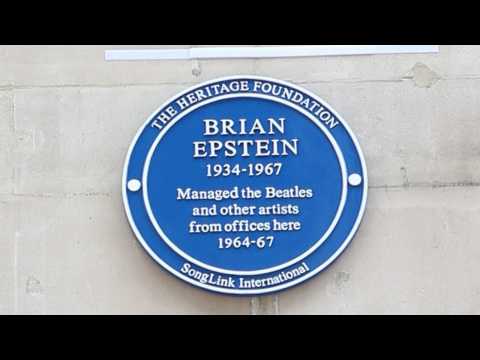 THE HERITAGE FOUNDATION
BRIAN
EPSTEIN
1934-1967
Managed the Beatles
and other artists
from offices here
1964-67
SongLink International